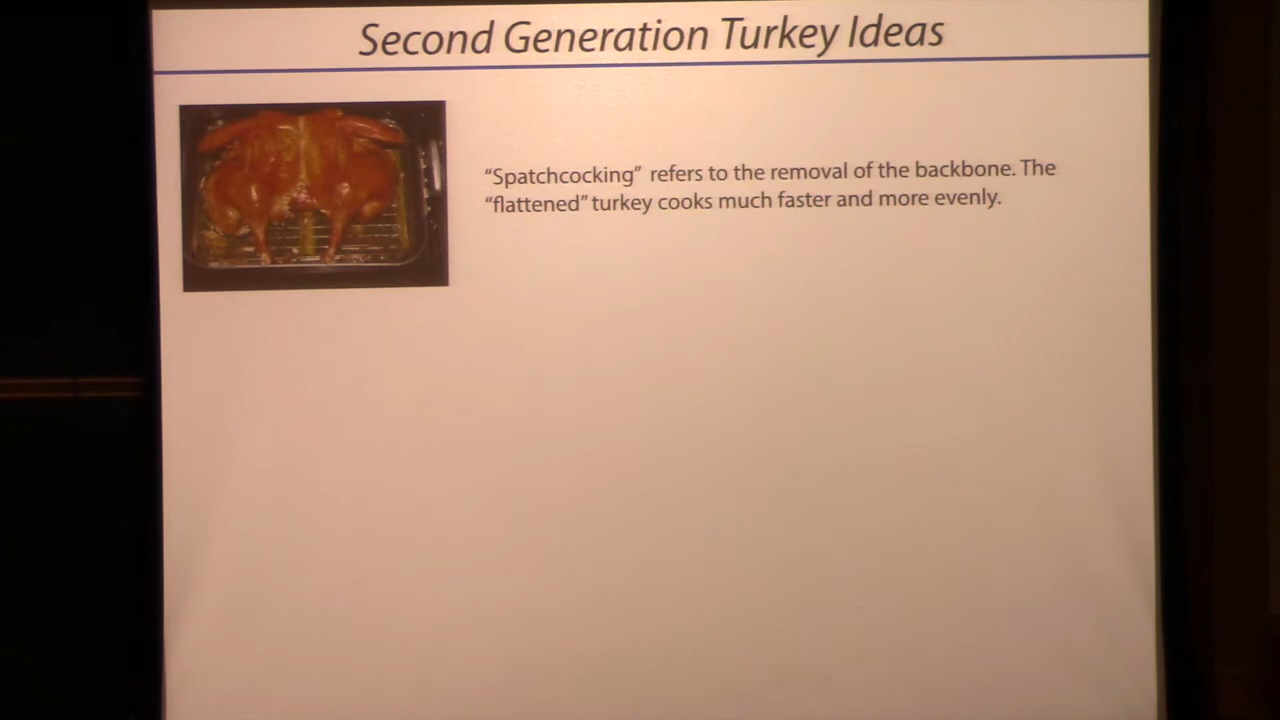 Second Generation Turkey Ideas
“Spatchcocking” refers to the removal of the backbone. The
“flattened” turkey cooks much faster and more evenly.